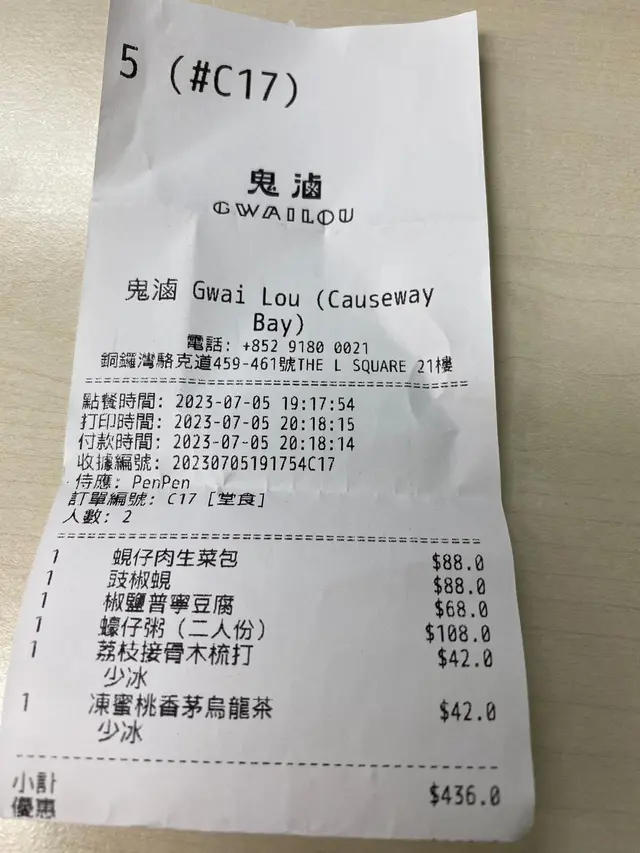 5 (#C17)
鬼滷
GWAILOU
鬼滷 Gwai Lou (Causeway
Bay)
電話: +852 9180 0021
銅鑼灣駱克道459-461號THE L SQUARE 21樓
點餐時間: 2023-07-05 19:17:54
打印時間: 2023-07-05 20:18:15
付款時間: 2023-07-05 20:18:14
收據編號: 20230705191754C17
侍應: PenPen
訂單編號: C17 [堂食]
人數: 2
1 蜆仔肉生菜包 $88.0
1 豉椒蜆 $88.0
1 椒鹽普寧豆腐 $68.0
1 蠔仔粥（二人份） $108.0
1 荔枝接骨木梳打 $42.0
少冰
1 凍蜜桃香茅烏龍茶 $42.0
少冰
小計 $436.0
優惠